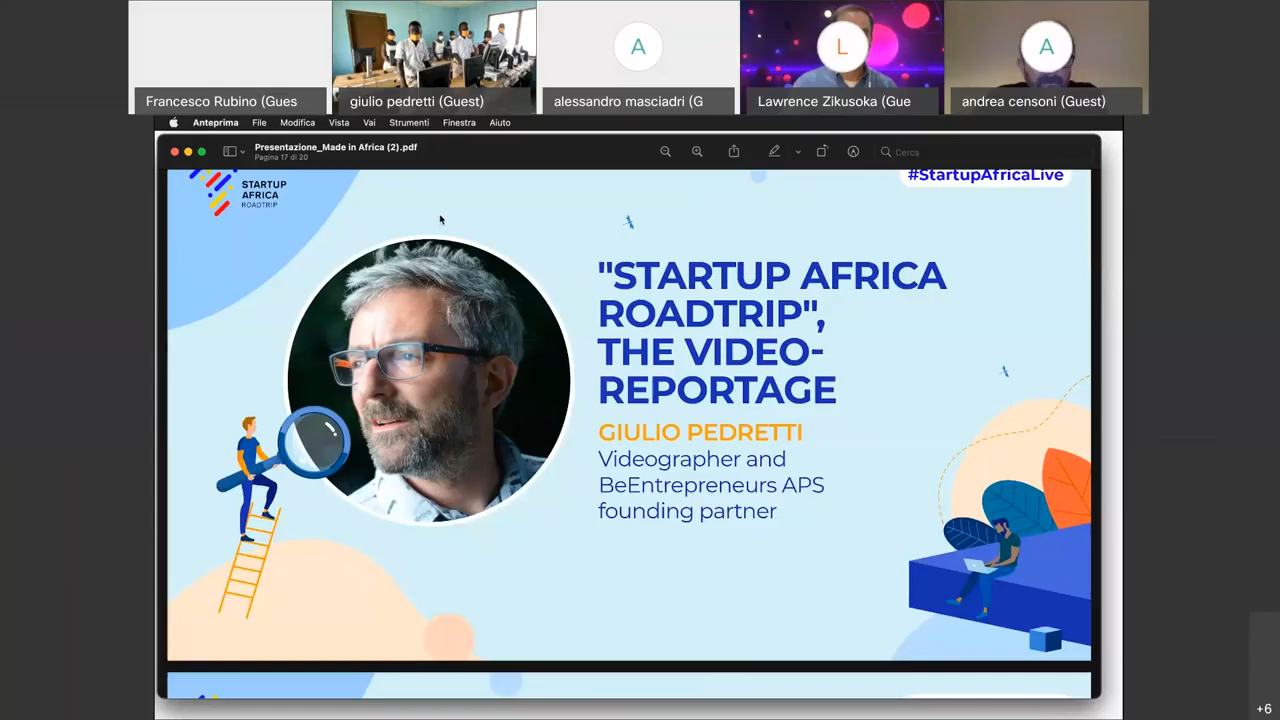 Francesco Rubino (Gues
giulio pedretti (Guest)
A
alessandro masciadri (G
L
Lawrence Zikusoka (Gue
A
andrea censoni (Guest)
Anteprima File Modifica Vista Vai Strumenti Finestra Aiuto
Presentazione_Made in Africa (2).pdf
Pagina 17 di 20
Cerca
STARTUP
AFRICA
ROADTRIP
#StartupAfricaLive
"STARTUP AFRICA
ROADTRIP",
THE VIDEO-
REPORTAGE
GIULIO PEDRETTI
Videographer and
BeEntrepreneurs APS
founding partner
+6